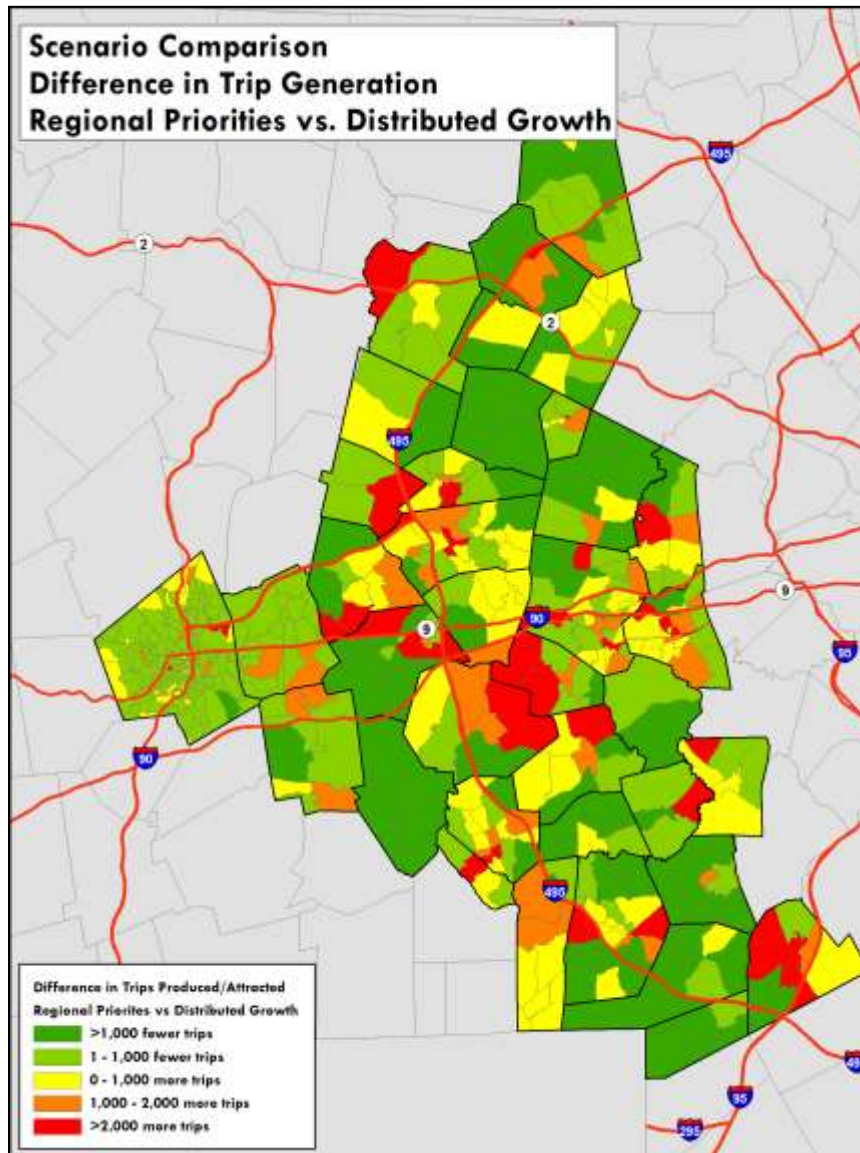 Scenario Comparison
Difference in Trip Generation
Regional Priorities vs. Distributed Growth
495
2
2
495
9
90
9
95
90
495
Difference in Trips Produced/Attracted
Regional Priorites vs Distributed Growth
>1,000 fewer trips
1 - 1,000 fewer trips
0 - 1,000 more trips
1,000 - 2,000 more trips
>2,000 more trips
49
95
295